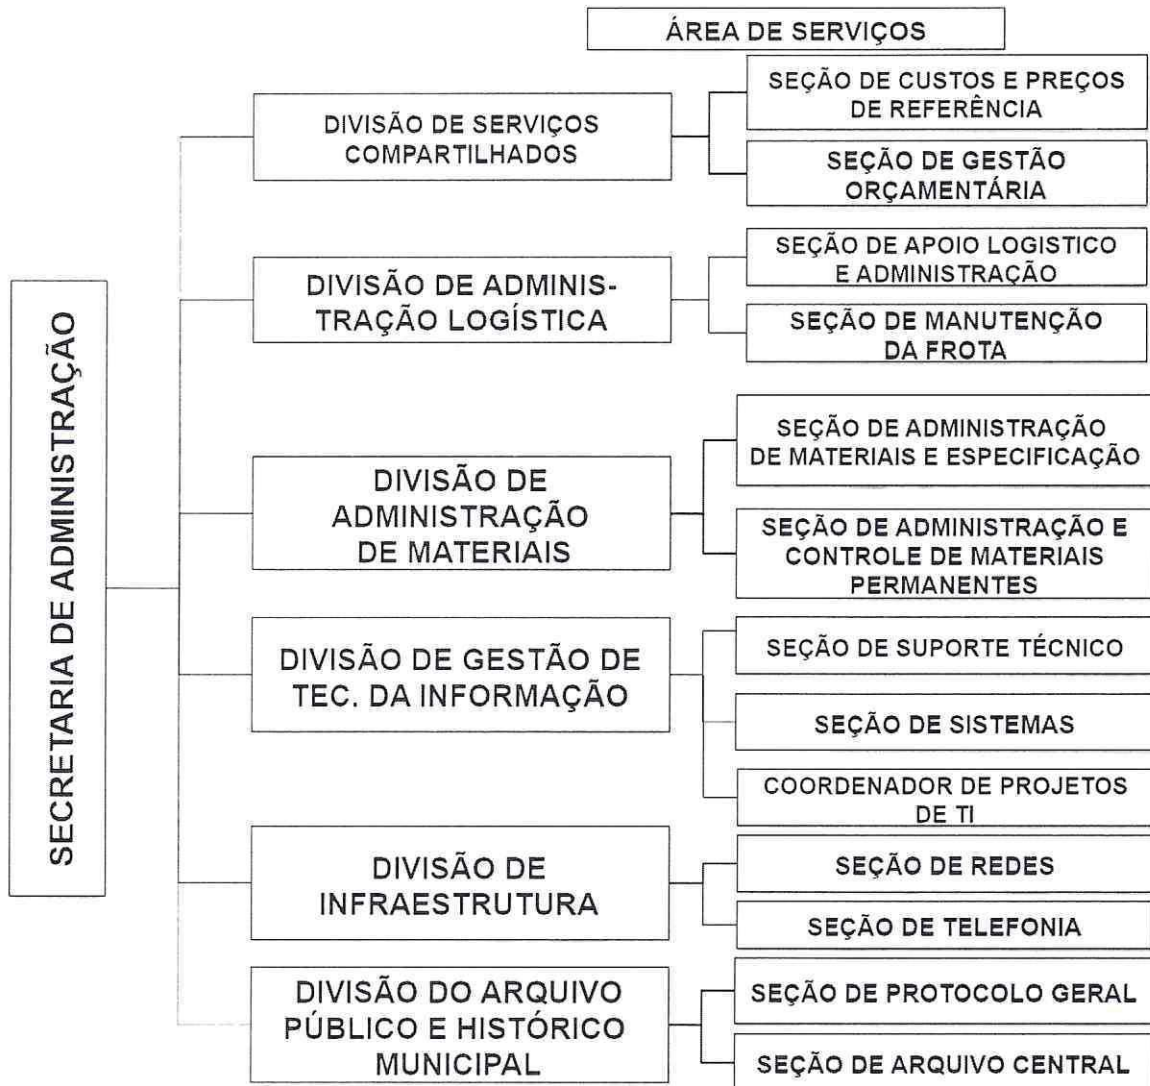 ÁREA DE SERVIÇOS
SECRETARIA DE ADMINISTRAÇÃO
DIVISÃO DE SERVIÇOS
COMPARTILHADOS
SEÇÃO DE CUSTOS E PREÇOS
DE REFERÊNCIA
SEÇÃO DE GESTÃO
ORÇAMENTÁRIA
DIVISÃO DE ADMINIS-
TRAÇÃO LOGÍSTICA
SEÇÃO DE APOIO LOGISTICO
E ADMINISTRAÇÃO
SEÇÃO DE MANUTENÇÃO
DA FROTA
DIVISÃO DE
ADMINISTRAÇÃO
DE MATERIAIS
SEÇÃO DE ADMINISTRAÇÃO
DE MATERIAIS E ESPECIFICAÇÃO
SEÇÃO DE ADMINISTRAÇÃO E
CONTROLE DE MATERIAIS
PERMANENTES
DIVISÃO DE GESTÃO DE
TEC. DA INFORMAÇÃO
SEÇÃO DE SUPORTE TÉCNICO
SEÇÃO DE SISTEMAS
COORDENADOR DE PROJETOS
DE TI
DIVISÃO DE
INFRAESTRUTURA
SEÇÃO DE REDES
SEÇÃO DE TELEFONIA
DIVISÃO DO ARQUIVO
PÚBLICO E HISTÓRICO
MUNICIPAL
SEÇÃO DE PROTOCOLO GERAL
SEÇÃO DE ARQUIVO CENTRAL